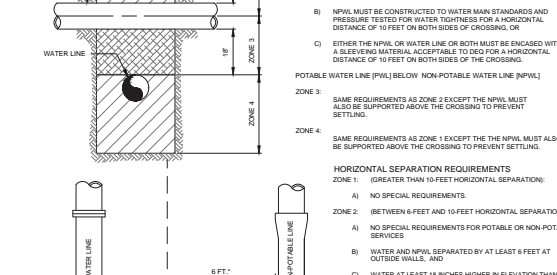 B) NPWL MUST BE CONSTRUCTED TO WATER MAIN STANDARDS AND
PRESSURE TESTED FOR WATER TIGHTNESS FOR A HORIZONTAL
DISTANCE OF 10 FEET ON BOTH SIDES OF CROSSING, OR
C) EITHER THE NPWL OR WATER LINE OR BOTH MUST BE ENCASED WIT
A SLEEVEING MATERIAL ACCEPTABLE TO DEQ FOR A HORIZONTAL
DISTANCE OF 10 FEET ON BOTH SIDES OF THE CROSSING.
POTABLE WATER LINE [PWL] BELOW NON-POTABLE WATER LINE [NPWL]
ZONE 3:
SAME REQUIREMENTS AS ZONE 2 EXCEPT THE NPWL MUST
ALSO BE SUPPORTED ABOVE THE CROSSING TO PREVENT
SETTLING.
ZONE 4:
SAME REQUIREMENTS AS ZONE 1 EXCEPT THE THE NPWL MUST ALS
BE SUPPORTED ABOVE THE CROSSING TO PREVENT SETTLING.
HORIZONTAL SEPARATION REQUIREMENTS
ZONE 1: (GREATER THAN 10-FEET HORIZONTAL SEPARATION):
A) NO SPECIAL REQUIREMENTS.
ZONE 2: (BETWEEN 6-FEET AND 10-FEET HORIZONTAL SEPARATIO
A) NO SPECIAL REQUIREMENTS FOR POTABLE OR NON-POT
SERVICES
B) WATER AND NPWL SEPARATED BY AT LEAST 6 FEET AT
OUTSIDE WALLS, AND
C) WATER AT LEAST 18 INCHES HIGHER IN ELEVATION THAN
WATER LINE
18"
ZONE 3
ZONE 4
WATER LINE
6 FT.*
N-POTABLE LINE